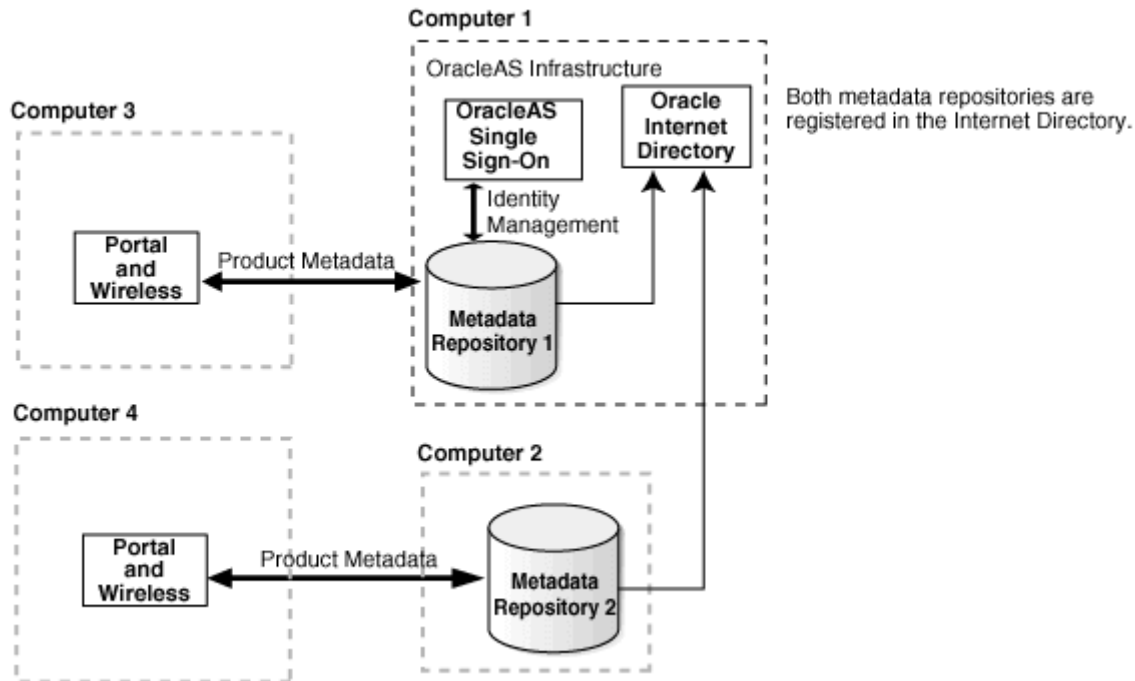 Computer 1
OracleAS Infrastructure
OracleAS
Single
Sign-On
Oracle
Internet
Directory
Both metadata repositories are
registered in the Internet Directory.
Computer 3
Identity
Management
Portal
and
Wireless
Product Metadata
Metadata
Repository 1
Computer 4
Computer 2
Portal
and
Wireless
Product Metadata
Metadata
Repository 2